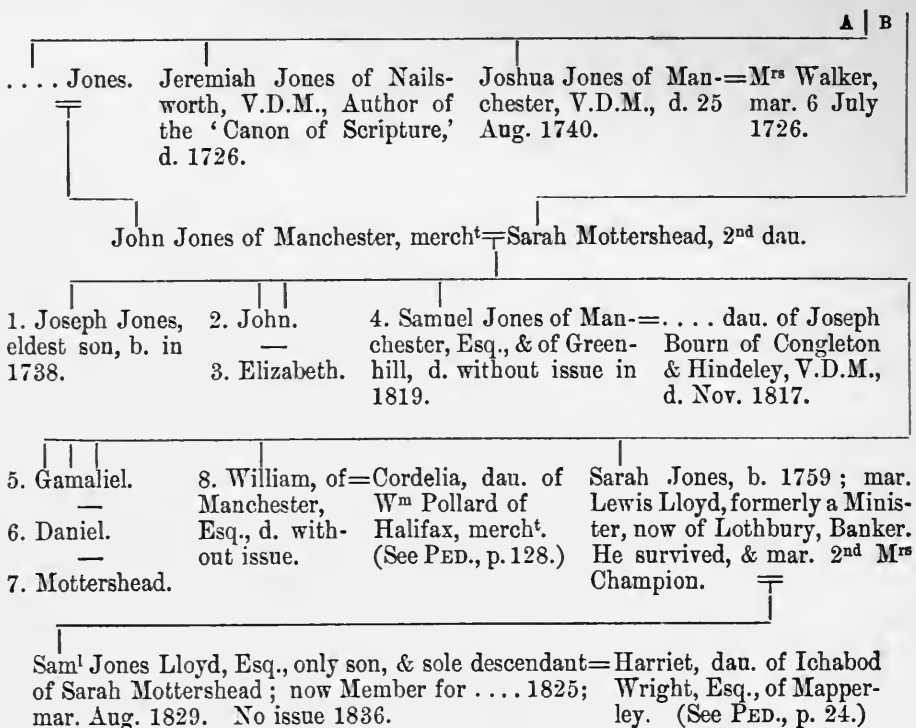 A | B
. . . . Jones.
Jeremiah Jones of Nails-
worth, V.D.M., Author of
the ‘Canon of Scripture,’
d. 1726.
Joshua Jones of Man-=Mrs Walker,
chester, V.D.M., d. 25 mar. 6 July
Aug. 1740. 1726.
John Jones of Manchester, mercht=Sarah Mottershead, 2nd dau.
1. Joseph Jones,
eldest son, b. in
1738.
2. John.
—
3. Elizabeth.
4. Samuel Jones of Man-=. . . . dau. of Joseph
chester, Esq., & of Green- Bourn of Congleton
hill, d. without issue in & Hindeley, V.D.M.,
1819. d. Nov. 1817.
5. Gamaliel.
—
6. Daniel.
—
7. Mottershead.
8. William, of=Cordelia, dau. of
Manchester, Wm Pollard of
Esq., d. with- Halifax, mercht.
out issue. (See PED., p. 128.)
Sarah Jones, b. 1759 ; mar.
Lewis Lloyd, formerly a Minis-
ter, now of Lothbury, Banker.
He survived, & mar. 2nd Mrs
Champion.
Saml Jones Lloyd, Esq., only son, & sole descendant=Harriet, dau. of Ichabod
of Sarah Mottershead ; now Member for . . . . 1825; Wright, Esq., of Mapper-
mar. Aug. 1829. No issue 1836. ley. (See PED., p. 24.)